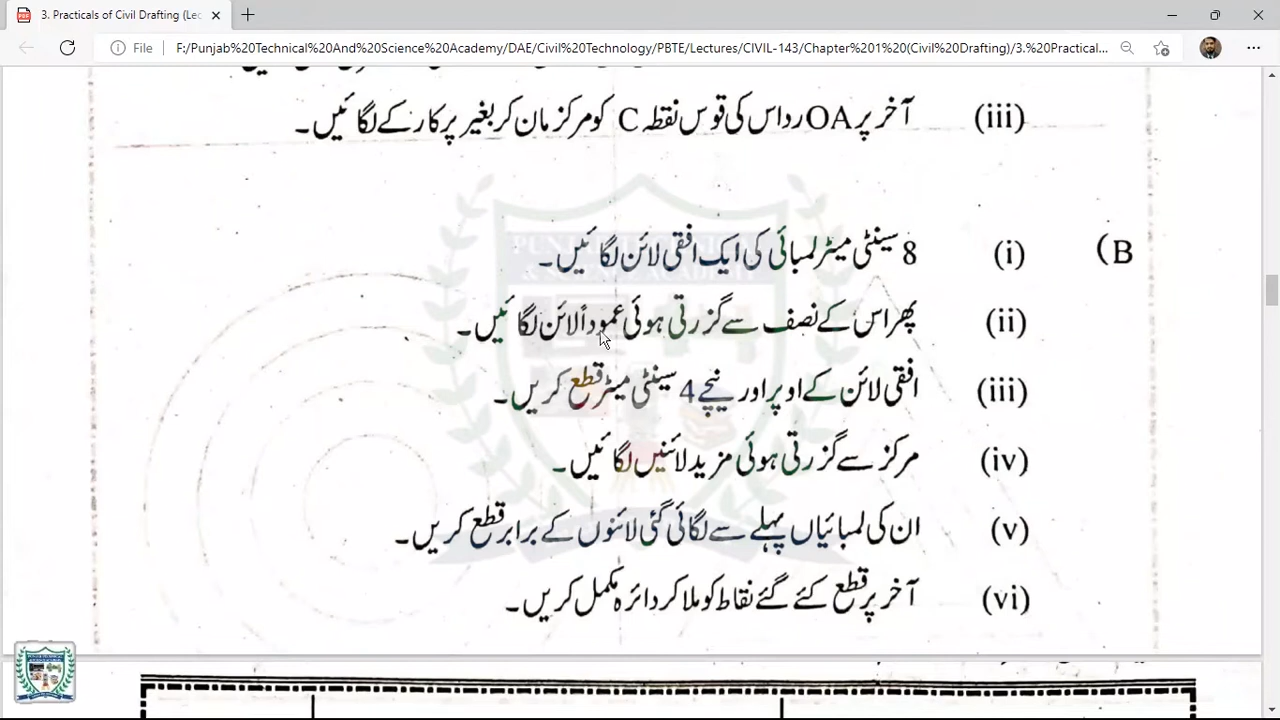 3. Practicals of Civil Drafting (Lec
File F:/Punjab%20Technical%20And%20Science%20Academy/DAE/Civil%20Technology/PBTE/Lectures/CIVIL-143/Chapter%201%20(Civil%20Drafting)/3.%20Practical...
(iii) آخر پر OA رداس کی قوس نقطہ C کو مرکز مان کر بغیر پرکار کے لگائیں۔
B) (i) 8 سینٹی میٹر لمبائی کی ایک افقی لائن لگائیں۔
(ii) پھر اس کے نصف سے گزرتی ہوئی عموداً لائن لگائیں۔
(iii) افقی لائن کے اوپر اور نیچے 4 سینٹی میٹر قطع کریں۔
(iv) مرکز سے گزرتی ہوئی مزید لائنیں لگائیں۔
(v) ان کی لمبائیاں پہلے سے لگائی گئی لائنوں کے برابر قطع کریں۔
(vi) آخر پر قطع کئے گئے نقاط کو ملا کر دائرہ مکمل کریں۔